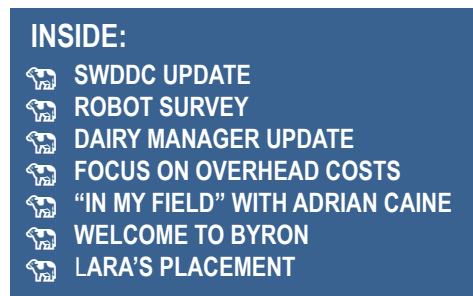 INSIDE:
SWDDC UPDATE
ROBOT SURVEY
DAIRY MANAGER UPDATE
FOCUS ON OVERHEAD COSTS
“IN MY FIELD” WITH ADRIAN CAINE
WELCOME TO BYRON
LARA’S PLACEMENT